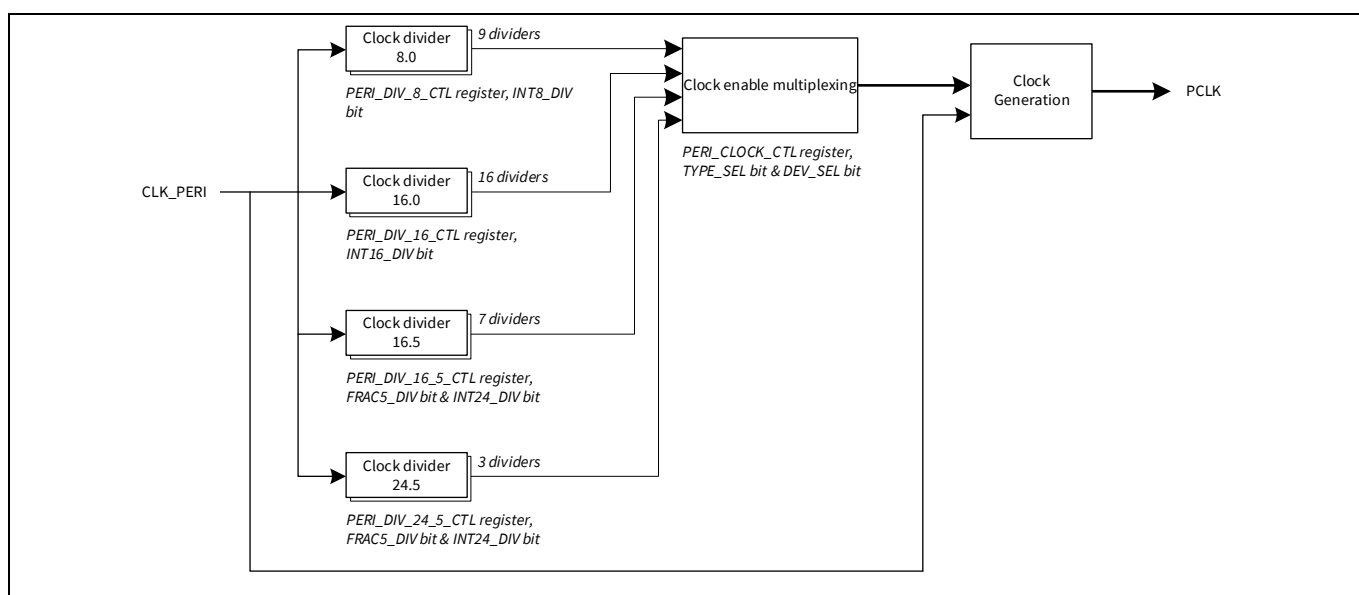 Clock divider
8.0
9 dividers
PERI_DIV_8_CTL register, INT8_DIV
bit
Clock enable multiplexing
PERI_CLOCK_CTL register,
TYPE_SEL bit & DEV_SEL bit
Clock
Generation
PCLK
CLK_PERI
Clock divider
16.0
16 dividers
PERI_DIV_16_CTL register,
INT16_DIV bit
Clock divider
16.5
7 dividers
PERI_DIV_16_5_CTL register,
FRAC5_DIV bit & INT24_DIV bit
Clock divider
24.5
3 dividers
PERI_DIV_24_5_CTL register,
FRAC5_DIV bit & INT24_DIV bit